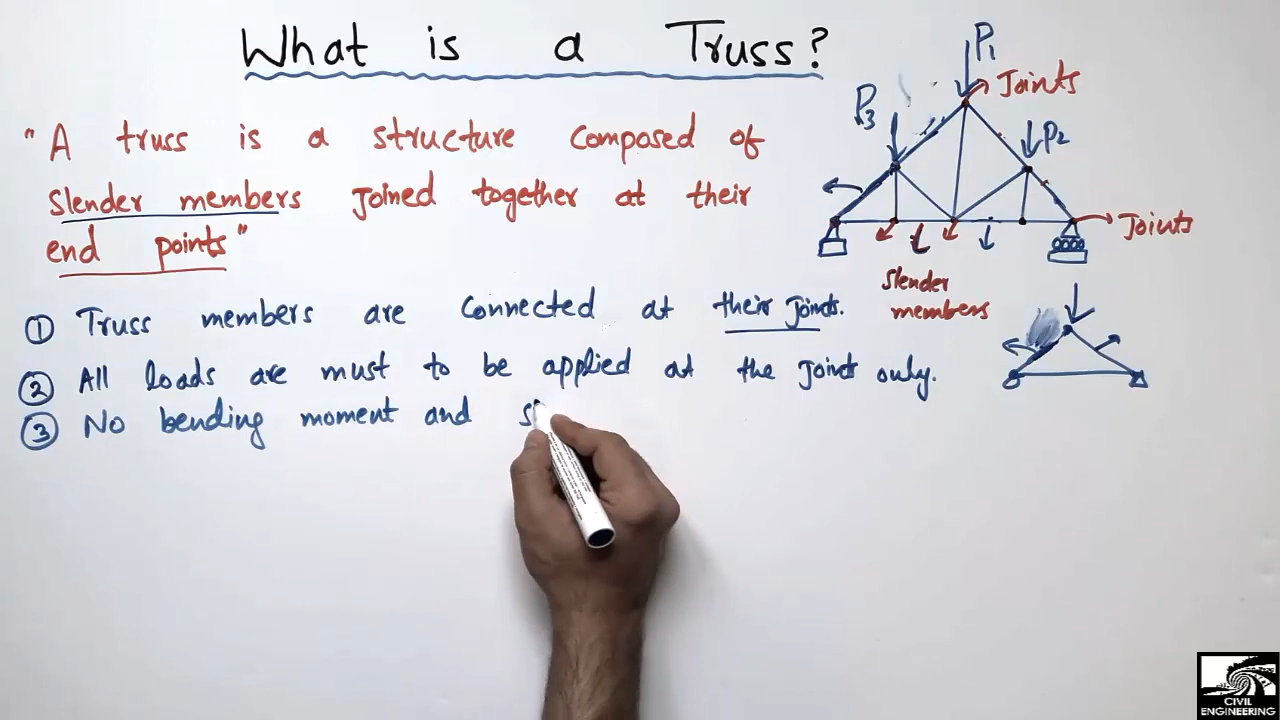 What is a Truss?
"A truss is a structure composed of
slender members joined together at their
end points"
① Truss members are connected at their joints.
② All loads are must to be applied at the joint only.
③ No bending moment and
P1
Joints
P3
P2
Joints
Slender
members
CIVIL
ENGINEERING